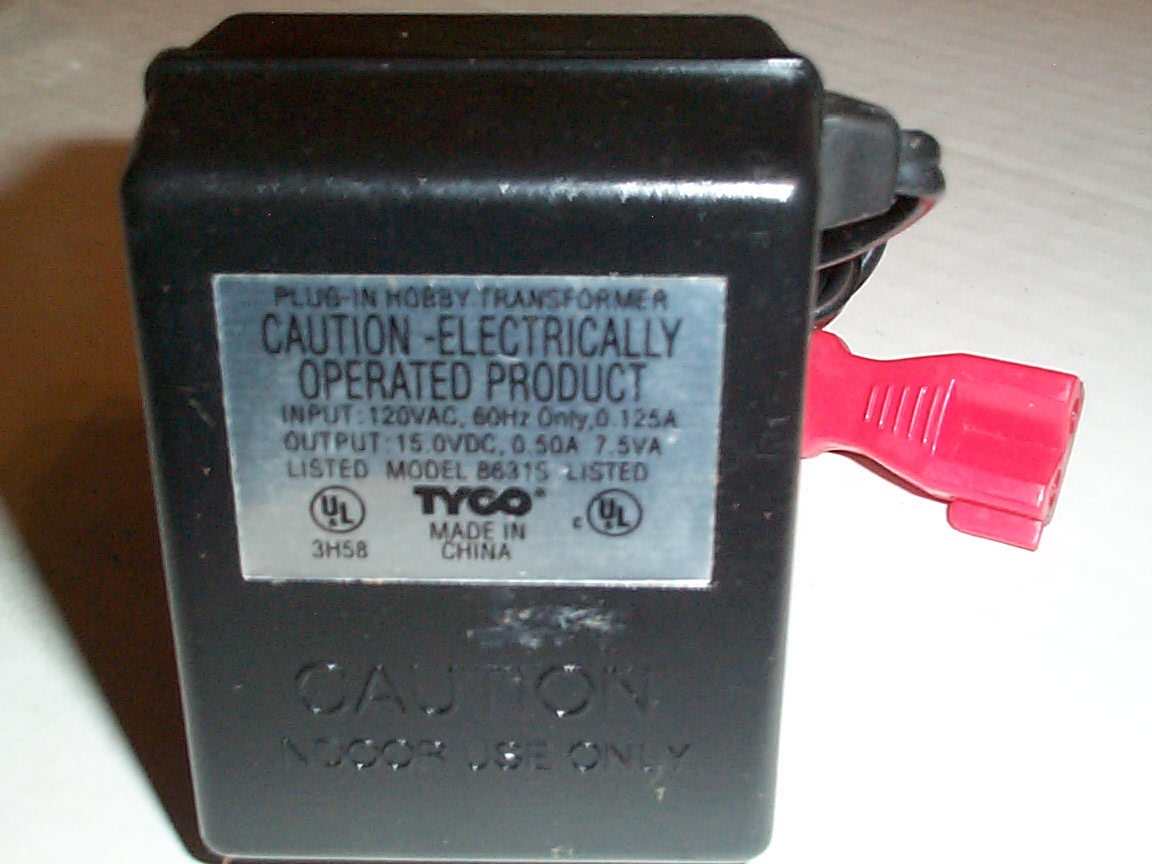 PLUG-IN HOBBY TRANSFORMER
CAUTION -ELECTRICALLY
OPERATED PRODUCT
INPUT: 120VAC, 60Hz Only, 0.125A
OUTPUT: 15.0VDC, 0.50A 7.5VA
LISTED MODEL 8631S LISTED
UL TYCO® c UL
MADE IN
3H58 CHINA
CAUTION
INDOOR USE ONLY